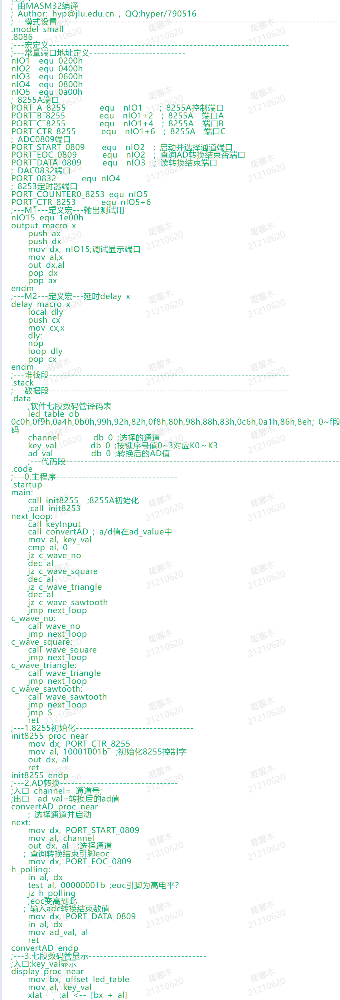 ; 由MASM32编译
; Author: hyp@jlu.edu.cn , QQ:hyper/790516
;---模式设置----------------------------------------------------------------------------
.model small
.8086
;---宏定义-----------------------------------------------------------------
;---常量端口地址定义--------------------------
nIO1 equ 0200h
nIO2 equ 0400h
nIO3 equ 0600h
nIO4 equ 0800h
nIO5 equ 0a00h
; 8255A端口
PORT_A_8255 equ nIO1 ; 8255A控制端口
PORT_B_8255 equ nIO1+2 ; 8255A 端口A
PORT_C_8255 equ nIO1+4 ; 8255A 端口B
PORT_CTR_8255 equ nIO1+6 ; 8255A 端口C
; ADC0809端口
PORT_START_0809 equ nIO2 ; 启动并选择通道端口
PORT_EOC_0809 equ nIO2 ; 查询AD转换结束否端口
PORT_DATA_0809 equ nIO3 ; 读转换结束端口
; DAC0832端口
PORT_0832 equ nIO4
; 8253定时器端口
PORT_COUNTER0_8253 equ nIO5
PORT_CTR_8253 equ nIO5+6
;---M1---定义宏---输出测试用
nIO15 equ 1e00h
output macro x
push ax
push dx
mov dx, nIO15;调试显示端口
mov al,x
out dx,al
pop dx
pop ax
endm
;---M2---定义宏---延时delay x
delay macro x
local dly
push cx
mov cx,x
dly:
nop
loop dly
pop cx
endm
;---堆栈段-----------------------------------------------------------------
.stack
;---数据段-----------------------------------------------------------------
.data
;软件七段数码管译码表
led_table db
0c0h,0f9h,0a4h,0b0h,99h,92h,82h,0f8h,80h,98h,88h,83h,0c6h,0a1h,86h,8eh; 0~f段
码
channel db 0 ;选择的通道
key_val db 0 ;按键序号值0~3对应K0～K3
ad_val db 0 ;转换后的AD值
;---代码段--------------------------------------------------------------------------
.code
;---0.主程序---------------------------------
.startup
main:
call init8255 ;8255A初始化
;call init8253
next_loop:
call keyInput
call convertAD ; a/d值在ad_value中
mov al, key_val
cmp al, 0
jz c_wave_no
dec al
jz c_wave_square
dec al
jz c_wave_triangle
dec al
jz c_wave_sawtooth
jmp next_loop
c_wave_no:
call wave_no
jmp next_loop
c_wave_square:
call wave_square
jmp next_loop
c_wave_triangle:
call wave_triangle
jmp next_loop
c_wave_sawtooth:
call wave_sawtooth
jmp next_loop
jmp $
ret
;---1.8255初始化--------------------------------
init8255 proc near
mov dx, PORT_CTR_8255
mov al, 10001001b ;初始化8255控制字
out dx, al
ret
init8255 endp
;---2.AD转换--------------------------------
;入口 channel= 通道号;
;出口 ad_val=转换后的ad值
convertAD proc near
; 选择通道并启动
next:
mov dx, PORT_START_0809
mov al, channel
out dx, al ;选择通道
; 查询转换结束引脚eoc
mov dx, PORT_EOC_0809
h_polling:
in al, dx
test al, 00000001b ;eoc引脚为高电平？
jz h_polling
;eoc变高到此
; 输入adc转换结束数值
mov dx, PORT_DATA_0809
in al, dx
mov ad_val, al
ret
convertAD endp
;---3.七段数码管显示--------------------------------
;入口:key_val显示
display proc near
mov bx, offset led_table
mov al, key_val
xlat ;al <-- [bx + al]
葛馨木
21210620